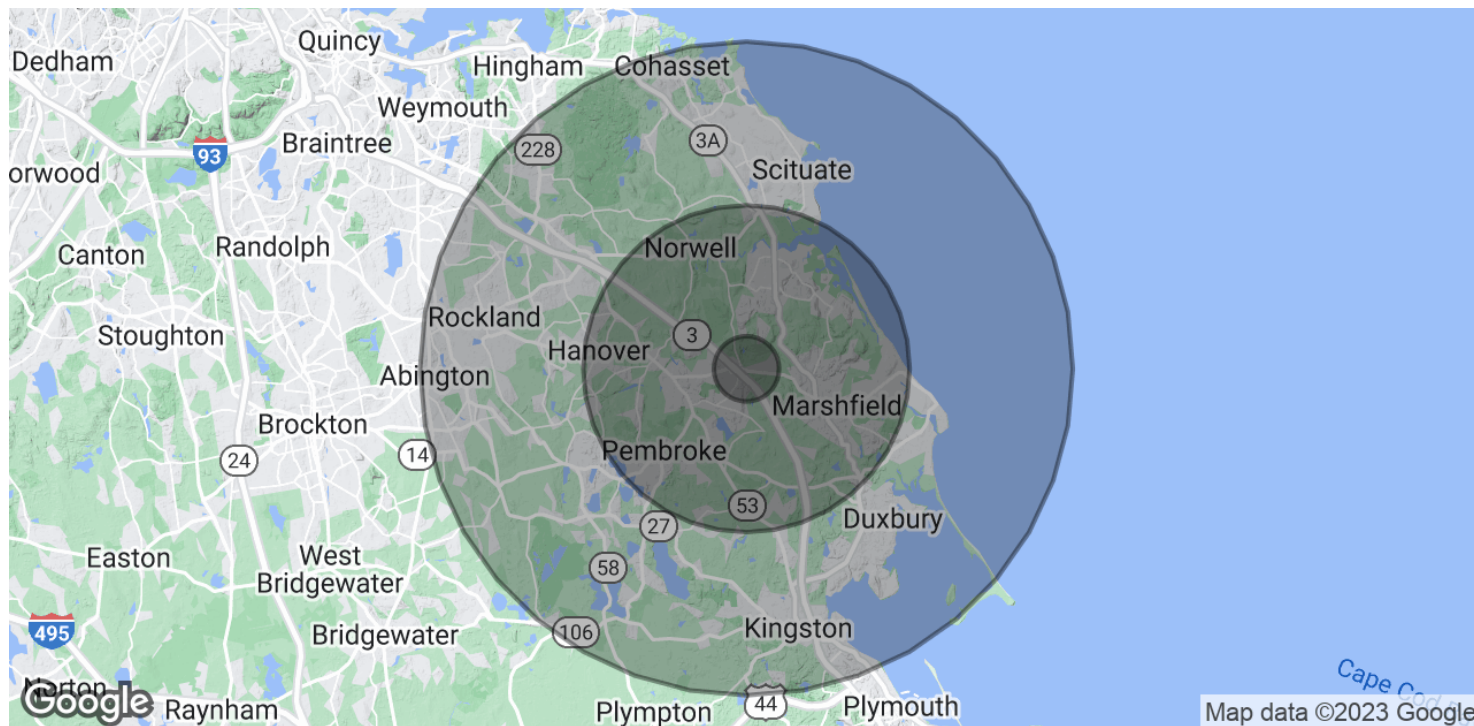 Quincy
Dedham
Hingham
Cohasset
Weymouth
3A
Braintree
228
93
orwood
Scituate
Randolph
Norwell
Canton
Rockland
Stoughton
3
Hanover
Abington
Marshfield
Brockton
Pembroke
14
24
53
Duxbury
27
Easton
West
Bridgewater
58
Kingston
495
Bridgewater
106
Norton
Google
Raynham
Plympton
44
Plymouth
Cape Cod
Map data ©2023 Google